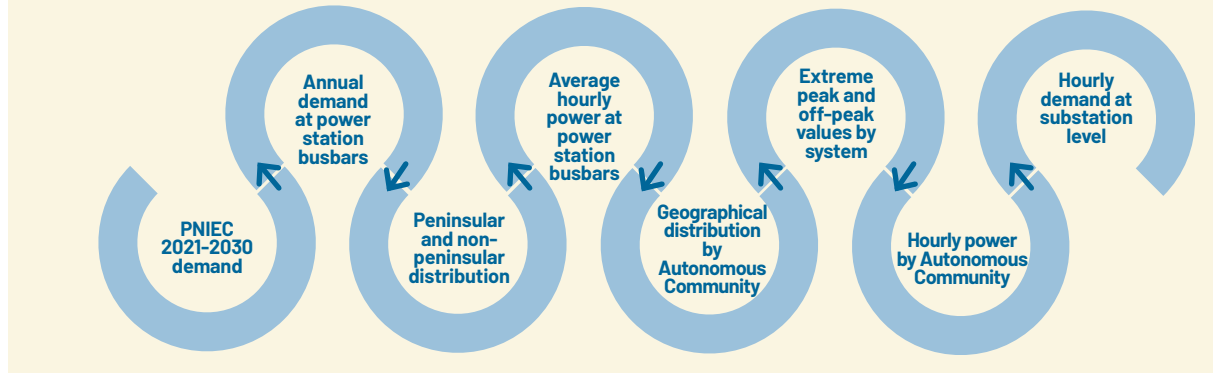 PNIEC
2021-2030
demand
Annual
demand
at power
station
busbars
Peninsular
and non-
peninsular
distribution
Average
hourly
power at
power
station
busbars
Geographical
distribution
by
Autonomous
Community
Extreme
peak and
off-peak
values by
system
Hourly power
by Autonomous
Community
Hourly
demand at
substation
level